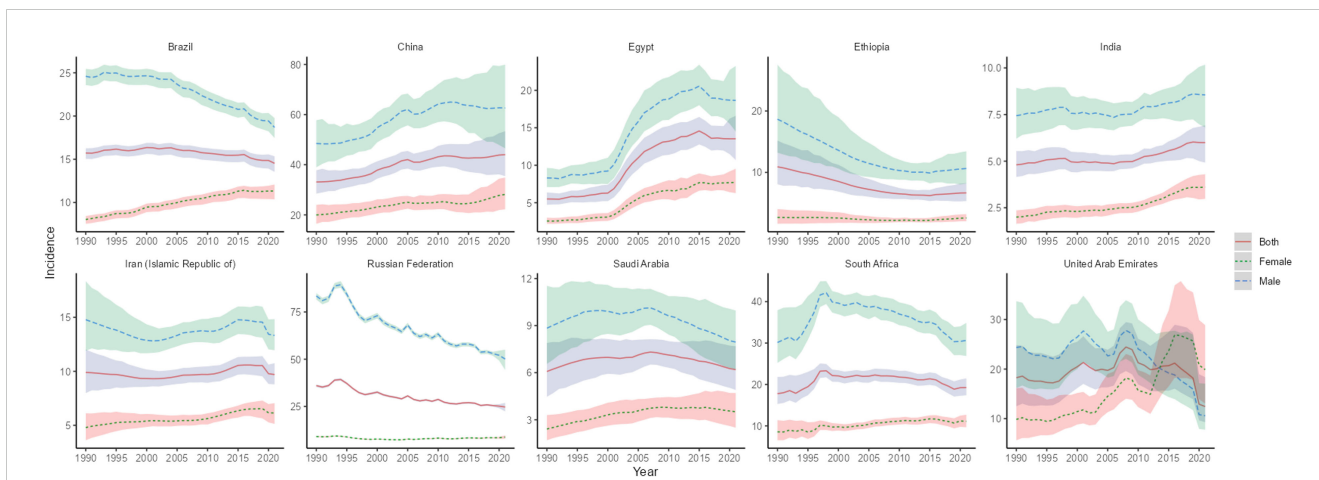 Brazil
China
Egypt
Ethiopia
India
25
20
15
10
80
60
40
20
20
15
10
5
20
10
10.0
7.5
5.0
2.5
1990 1995 2000 2005 2010 2015 2020
1990 1995 2000 2005 2010 2015 2020
1990 1995 2000 2005 2010 2015 2020
1990 1995 2000 2005 2010 2015 2020
1990 1995 2000 2005 2010 2015 2020
Incidence
Iran (Islamic Republic of)
Russian Federation
Saudi Arabia
South Africa
United Arab Emirates
15
10
5
75
50
25
12
9
6
3
40
30
20
10
30
20
10
1990 1995 2000 2005 2010 2015 2020
1990 1995 2000 2005 2010 2015 2020
1990 1995 2000 2005 2010 2015 2020
1990 1995 2000 2005 2010 2015 2020
1990 1995 2000 2005 2010 2015 2020
Year
Both
Female
Male